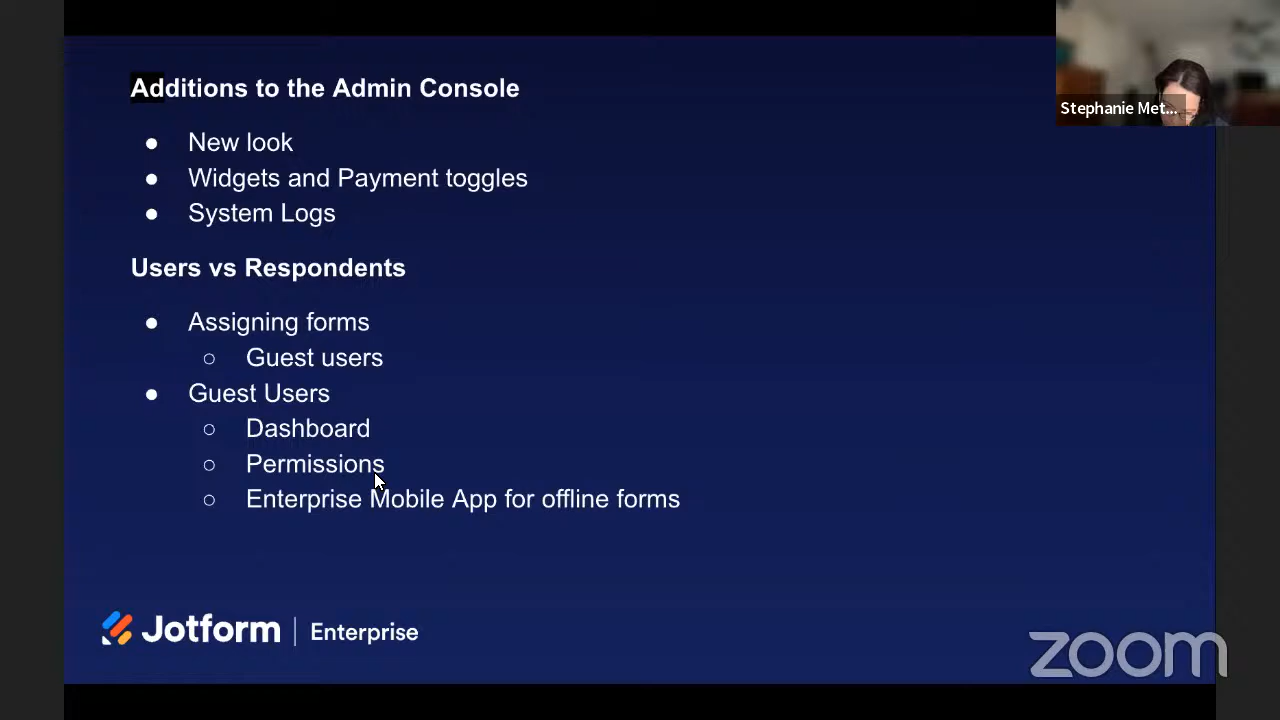 Additions to the Admin Console
● New look
● Widgets and Payment toggles
● System Logs
Users vs Respondents
● Assigning forms
○ Guest users
● Guest Users
○ Dashboard
○ Permissions
○ Enterprise Mobile App for offline forms
Jotform | Enterprise
Stephanie Met...
zoom